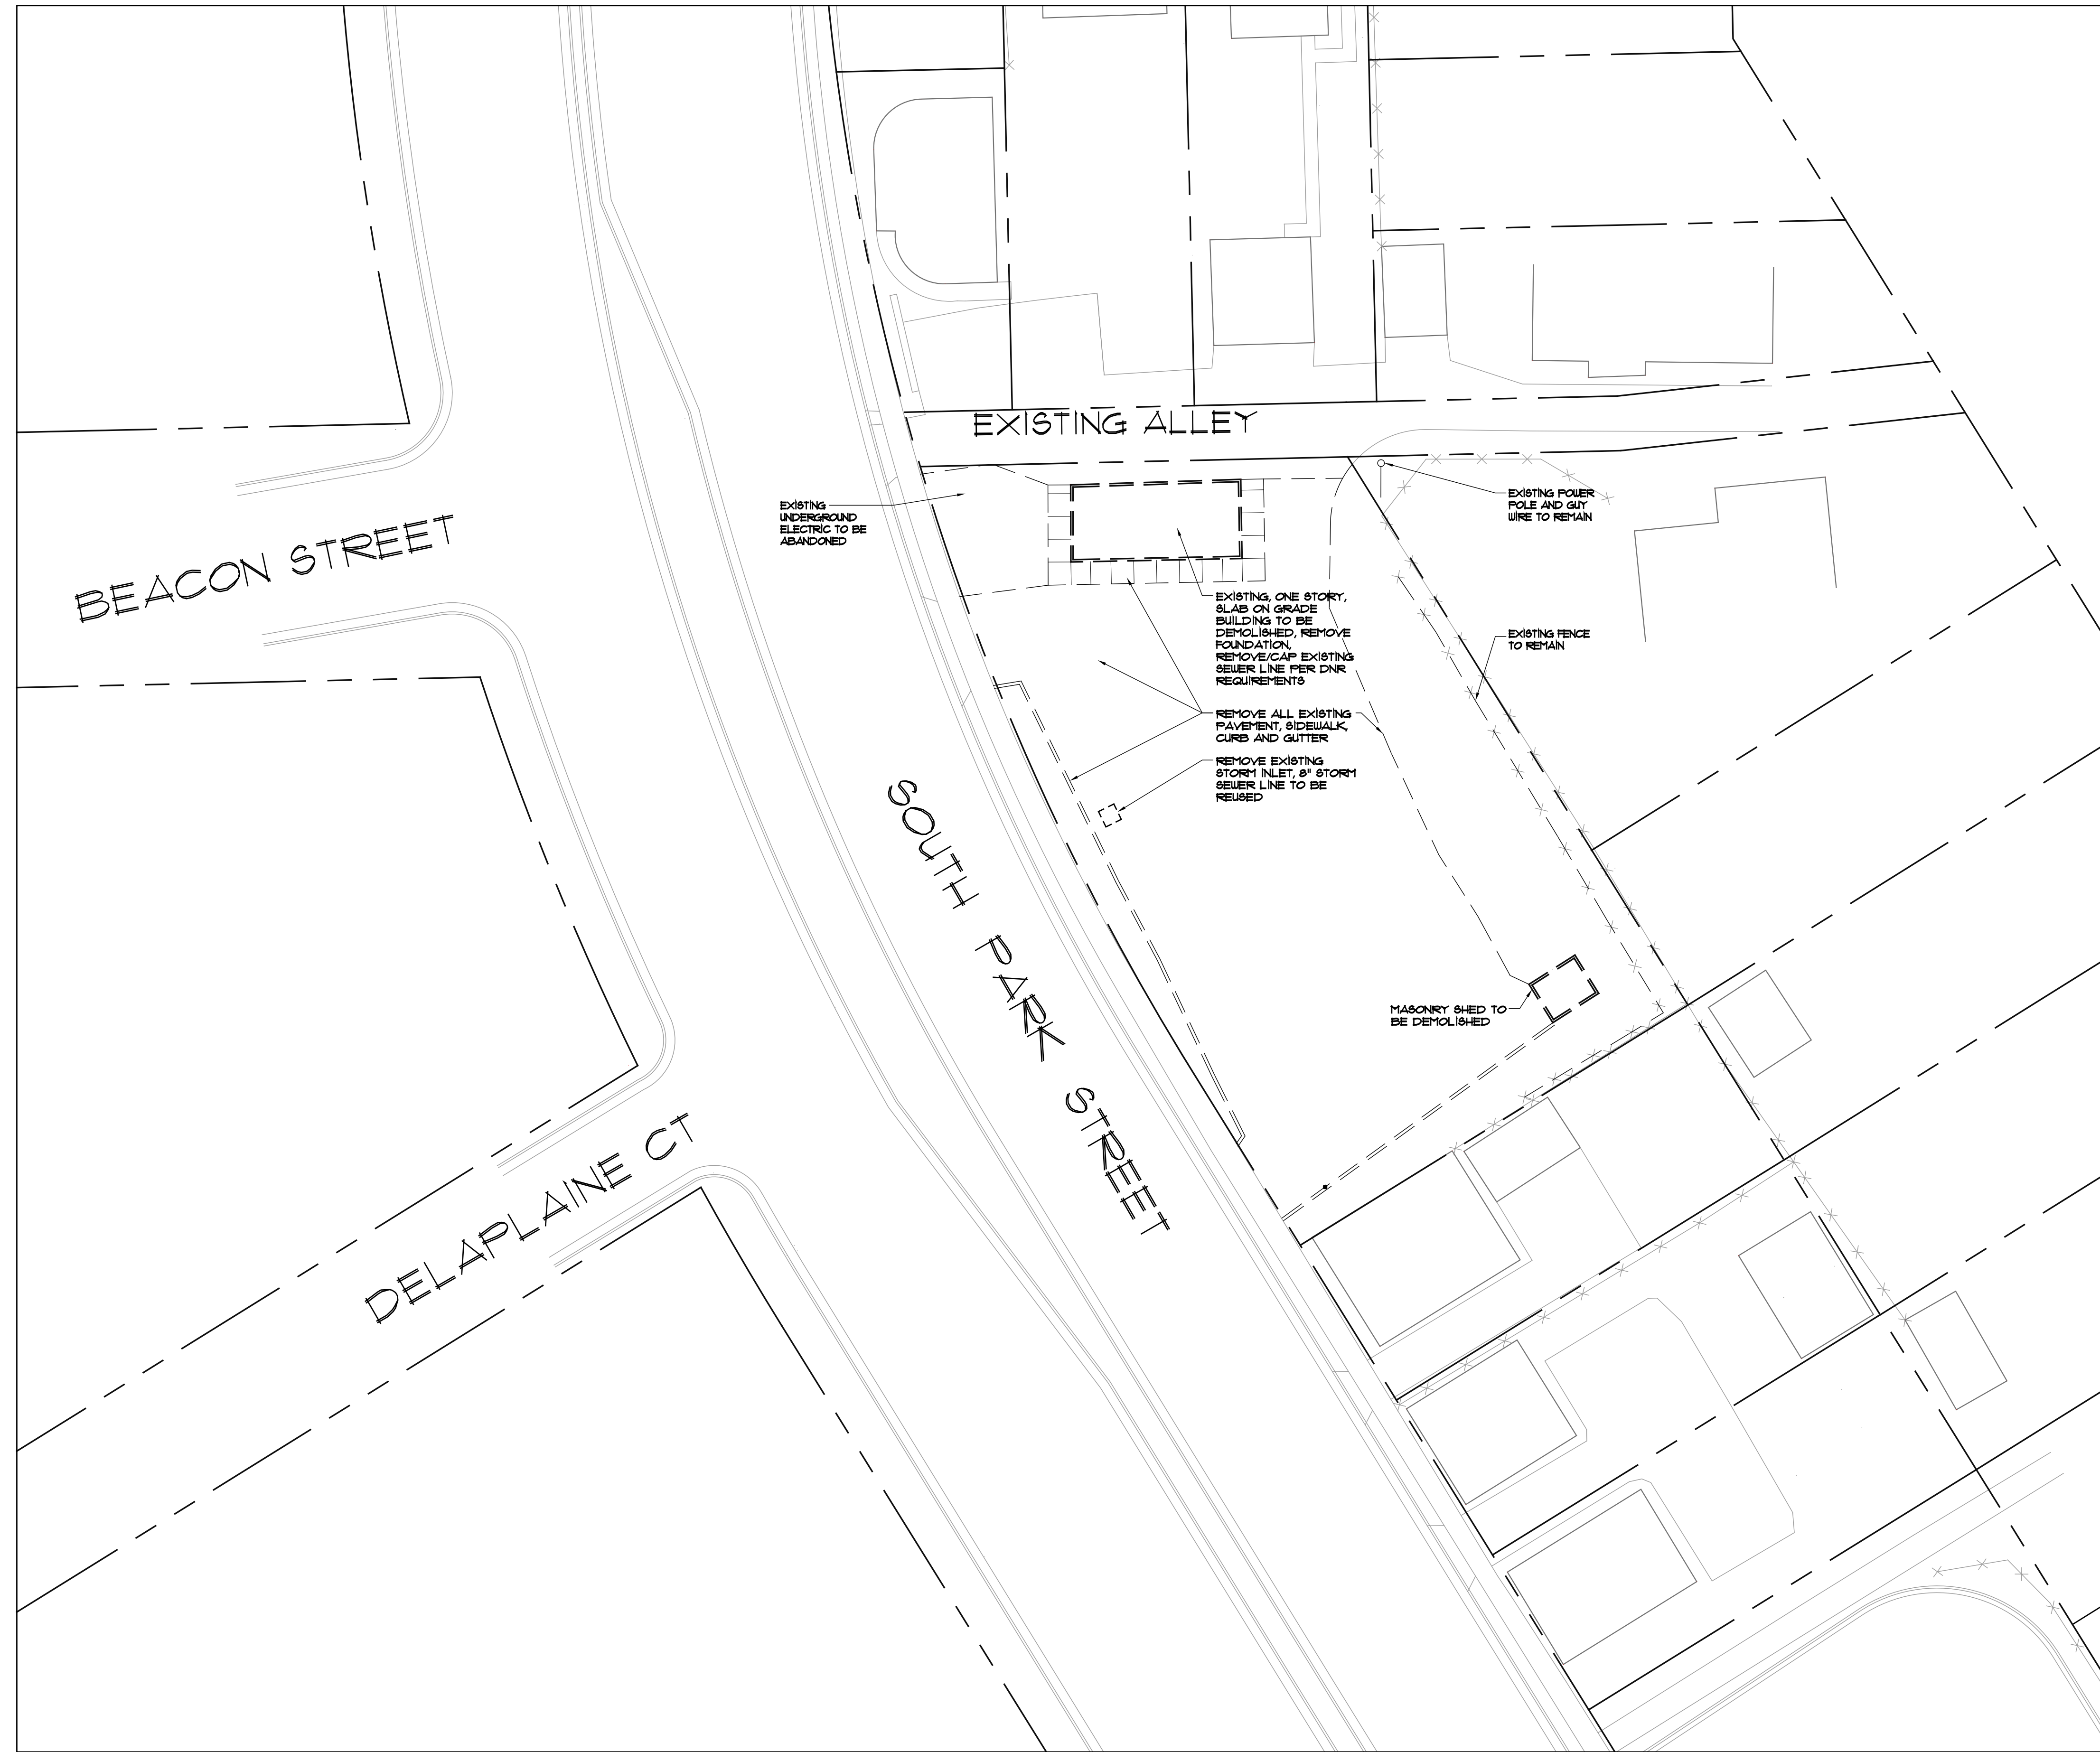 EXISTING ALLEY
EXISTING
UNDERGROUND
ELECTRIC TO BE
ABANDONED
EXISTING POWER
POLE AND GUY
WIRE TO REMAIN
BEACON STREET
EXISTING, ONE STORY,
SLAB ON GRADE
BUILDING TO BE
DEMOLISHED, REMOVE
FOUNDATION,
REMOVE/CAP EXISTING
SEWER LINE PER DNR
REQUIREMENTS
EXISTING FENCE
TO REMAIN
REMOVE ALL EXISTING
PAVEMENT, SIDEWALK,
CURB AND GUTTER
REMOVE EXISTING
STORM INLET, 8" STORM
SEWER LINE TO BE
REUSED
SOUTH PARK STREET
MASONRY SHED TO
BE DEMOLISHED
DELAPLAINE CT